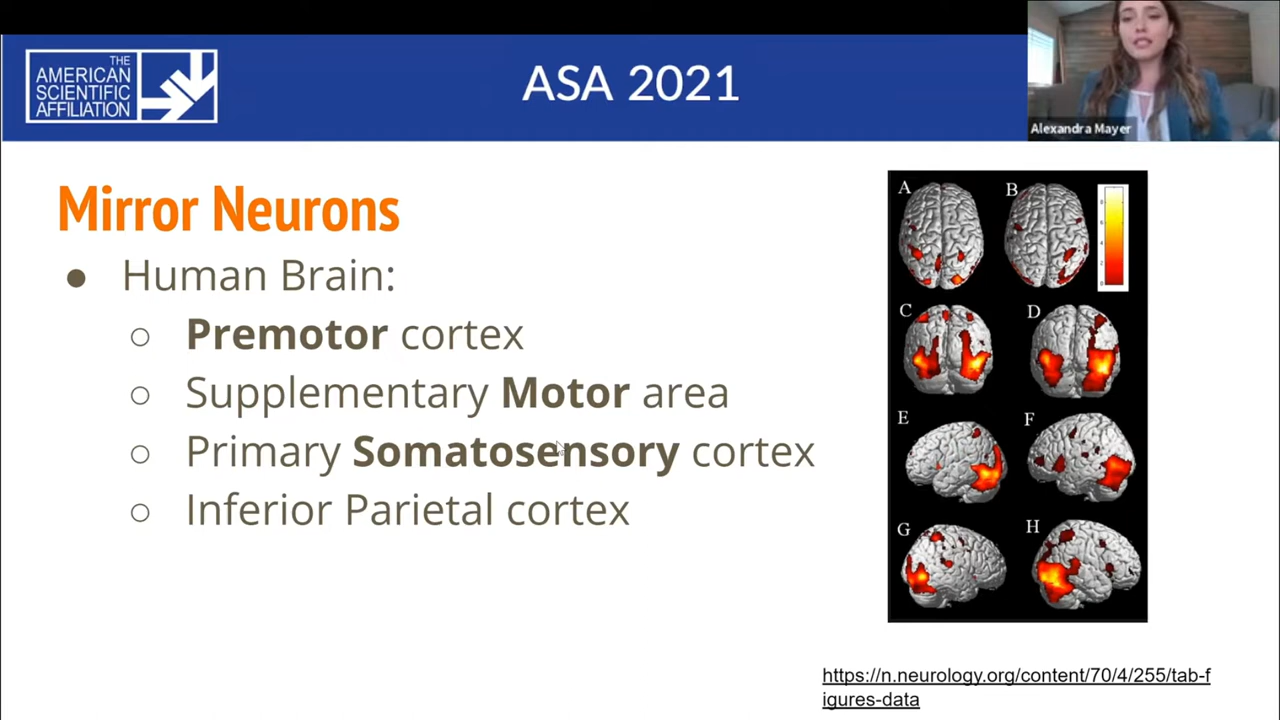 THE
AMERICAN
SCIENTIFIC
AFFILIATION
ASA 2021
Alexandra Mayer
Mirror Neurons
● Human Brain:
○ Premotor cortex
○ Supplementary Motor area
○ Primary Somatosensory cortex
○ Inferior Parietal cortex
A
B
C
D
E
F
G
H
https://n.neurology.org/content/70/4/255/tab-f
igures-data